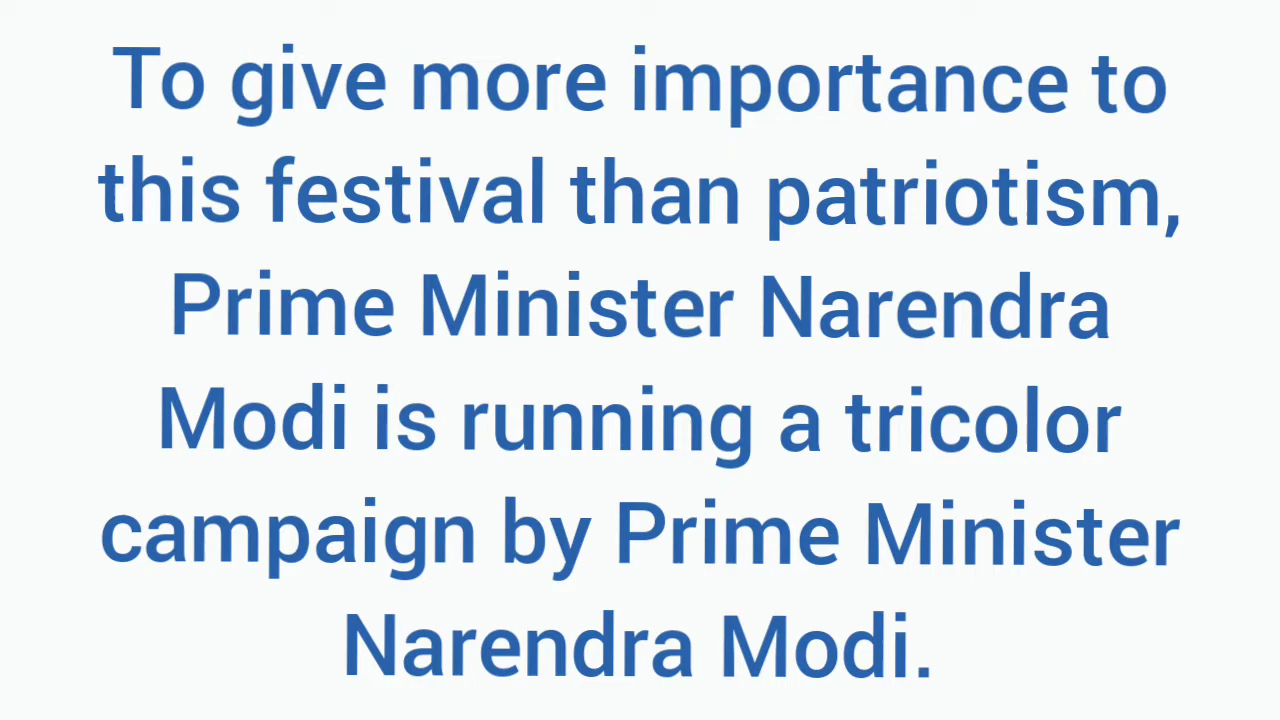 To give more importance to
this festival than patriotism,
Prime Minister Narendra
Modi is running a tricolor
campaign by Prime Minister
Narendra Modi.